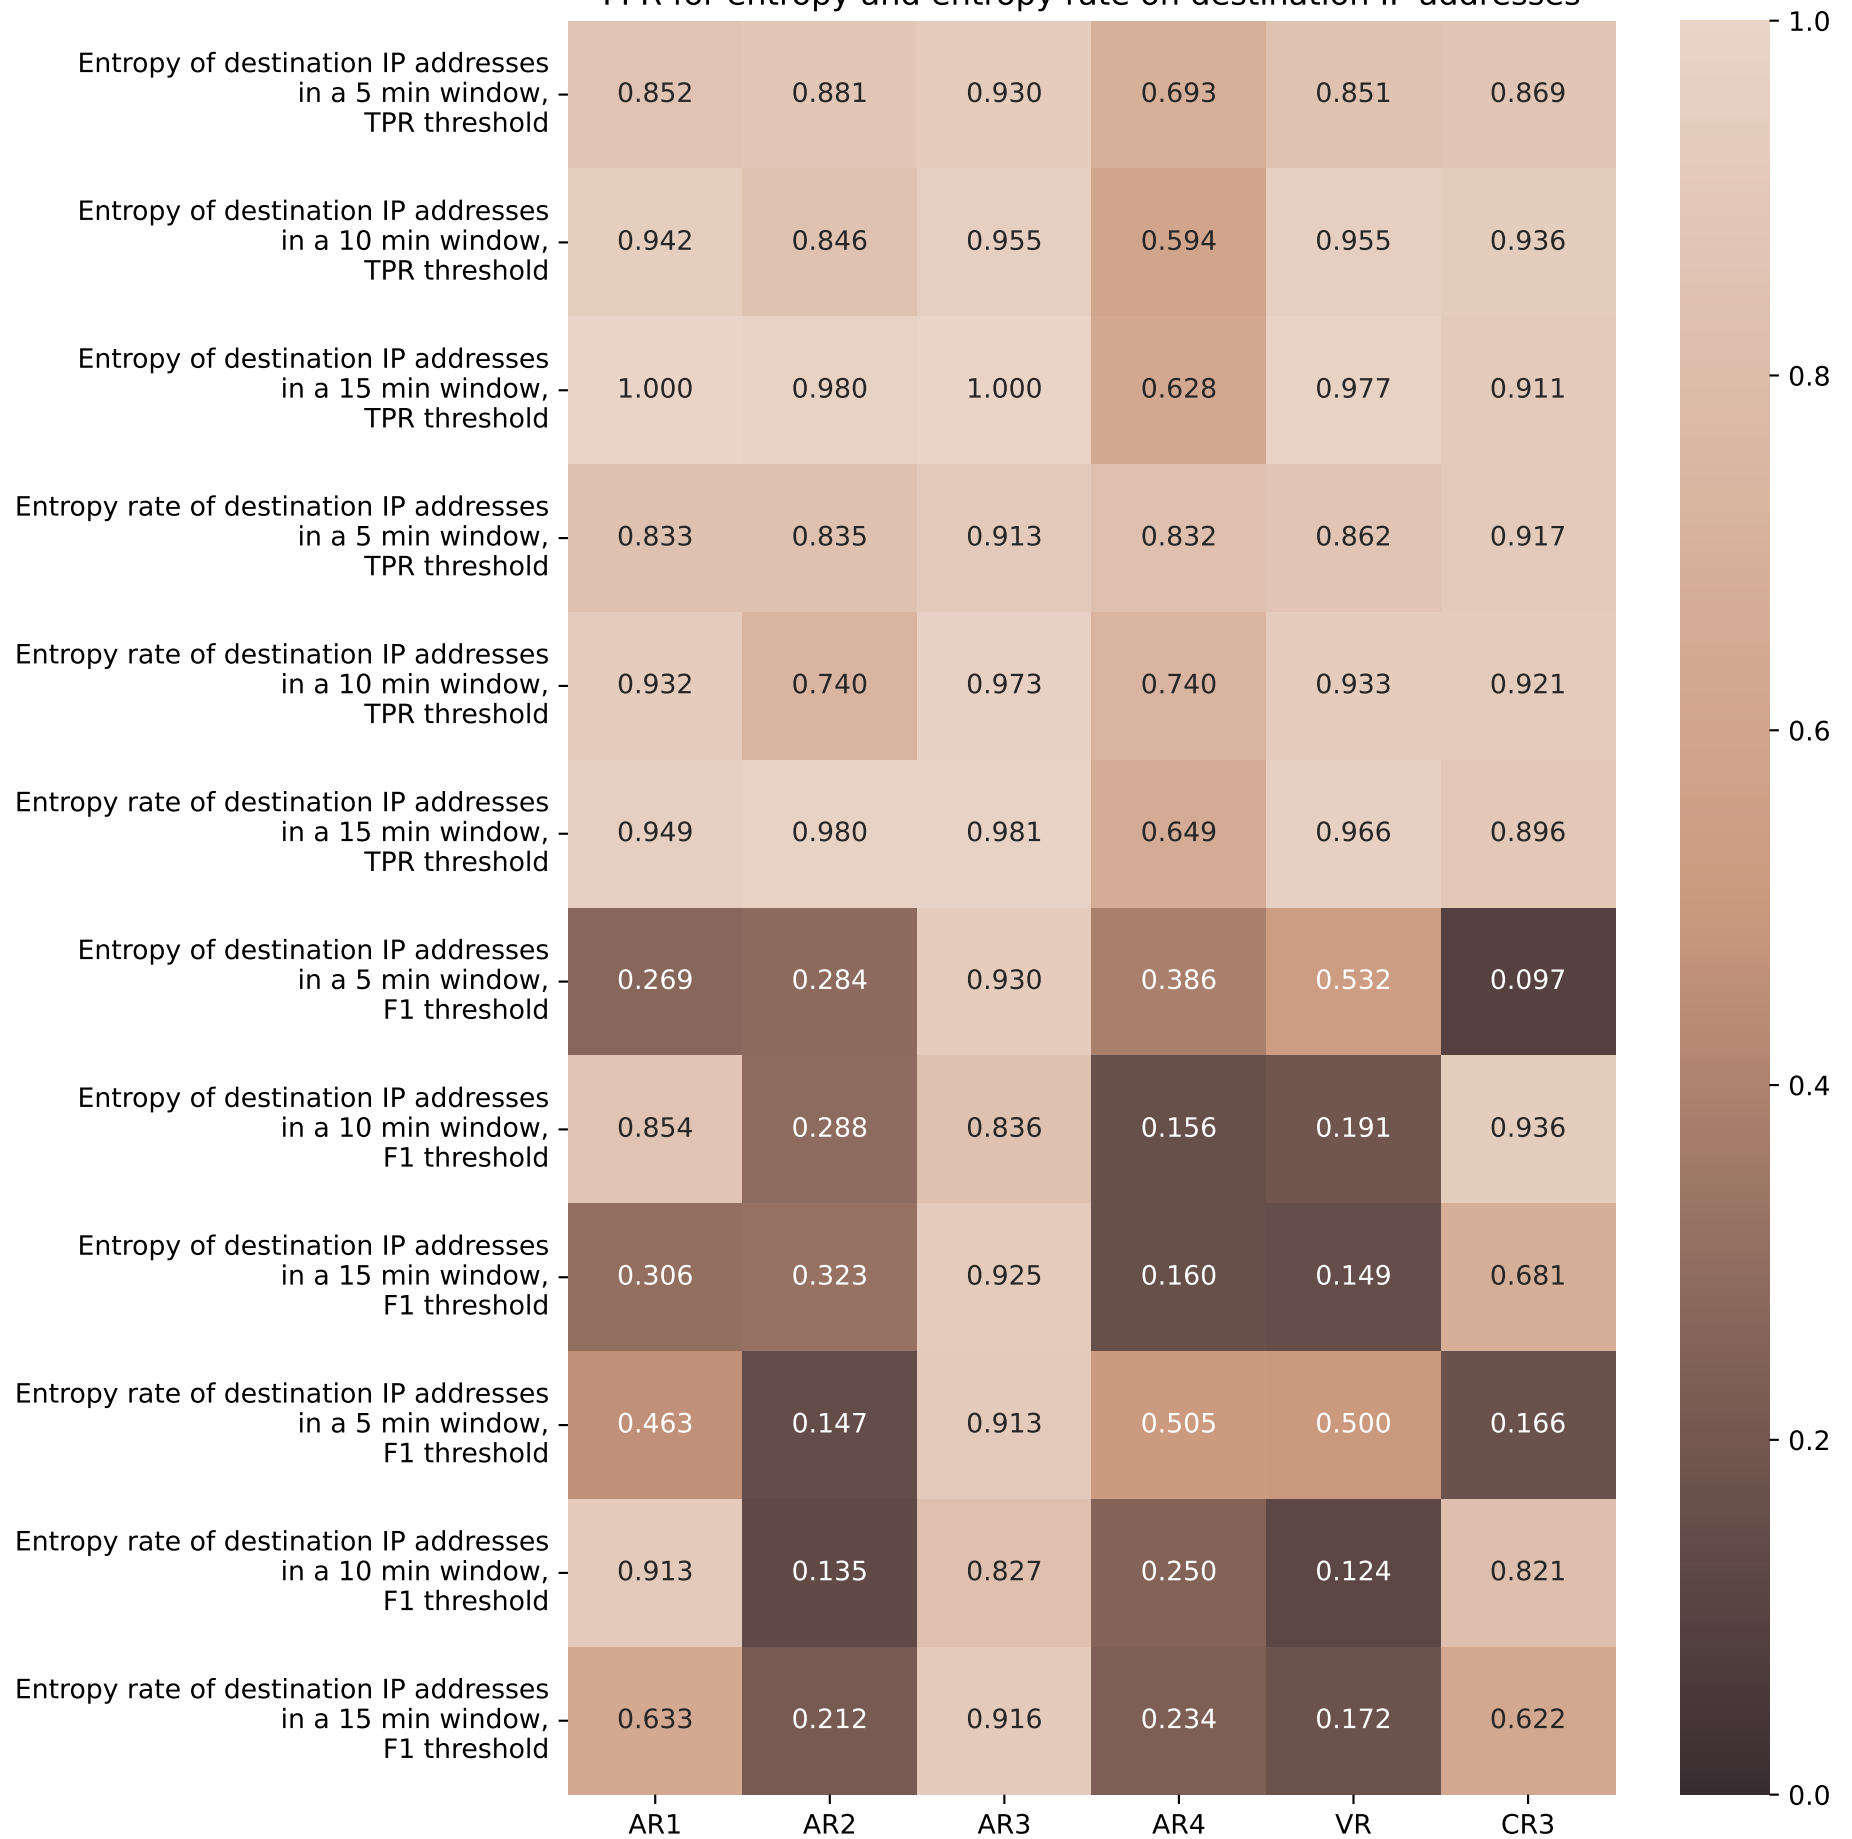 for entropy and entropy rate on destination IP addresses
Entropy of destination IP addresses
in a 5 min window,
TPR threshold
0.852 0.881 0.930 0.693 0.851 0.869
Entropy of destination IP addresses
in a 10 min window,
TPR threshold
0.942 0.846 0.955 0.594 0.955 0.936
Entropy of destination IP addresses
in a 15 min window,
TPR threshold
1.000 0.980 1.000 0.628 0.977 0.911
Entropy rate of destination IP addresses
in a 5 min window,
TPR threshold
0.833 0.835 0.913 0.832 0.862 0.917
Entropy rate of destination IP addresses
in a 10 min window,
TPR threshold
0.932 0.740 0.973 0.740 0.933 0.921
Entropy rate of destination IP addresses
in a 15 min window,
TPR threshold
0.949 0.980 0.981 0.649 0.966 0.896
Entropy of destination IP addresses
in a 5 min window,
F1 threshold
0.269 0.284 0.930 0.386 0.532 0.097
Entropy of destination IP addresses
in a 10 min window,
F1 threshold
0.854 0.288 0.836 0.156 0.191 0.936
Entropy of destination IP addresses
in a 15 min window,
F1 threshold
0.306 0.323 0.925 0.160 0.149 0.681
Entropy rate of destination IP addresses
in a 5 min window,
F1 threshold
0.463 0.147 0.913 0.505 0.500 0.166
Entropy rate of destination IP addresses
in a 10 min window,
F1 threshold
0.913 0.135 0.827 0.250 0.124 0.821
Entropy rate of destination IP addresses
in a 15 min window,
F1 threshold
0.633 0.212 0.916 0.234 0.172 0.622
AR1 AR2 AR3 AR4 VR CR3
1.0
0.8
0.6
0.4
0.2
0.0